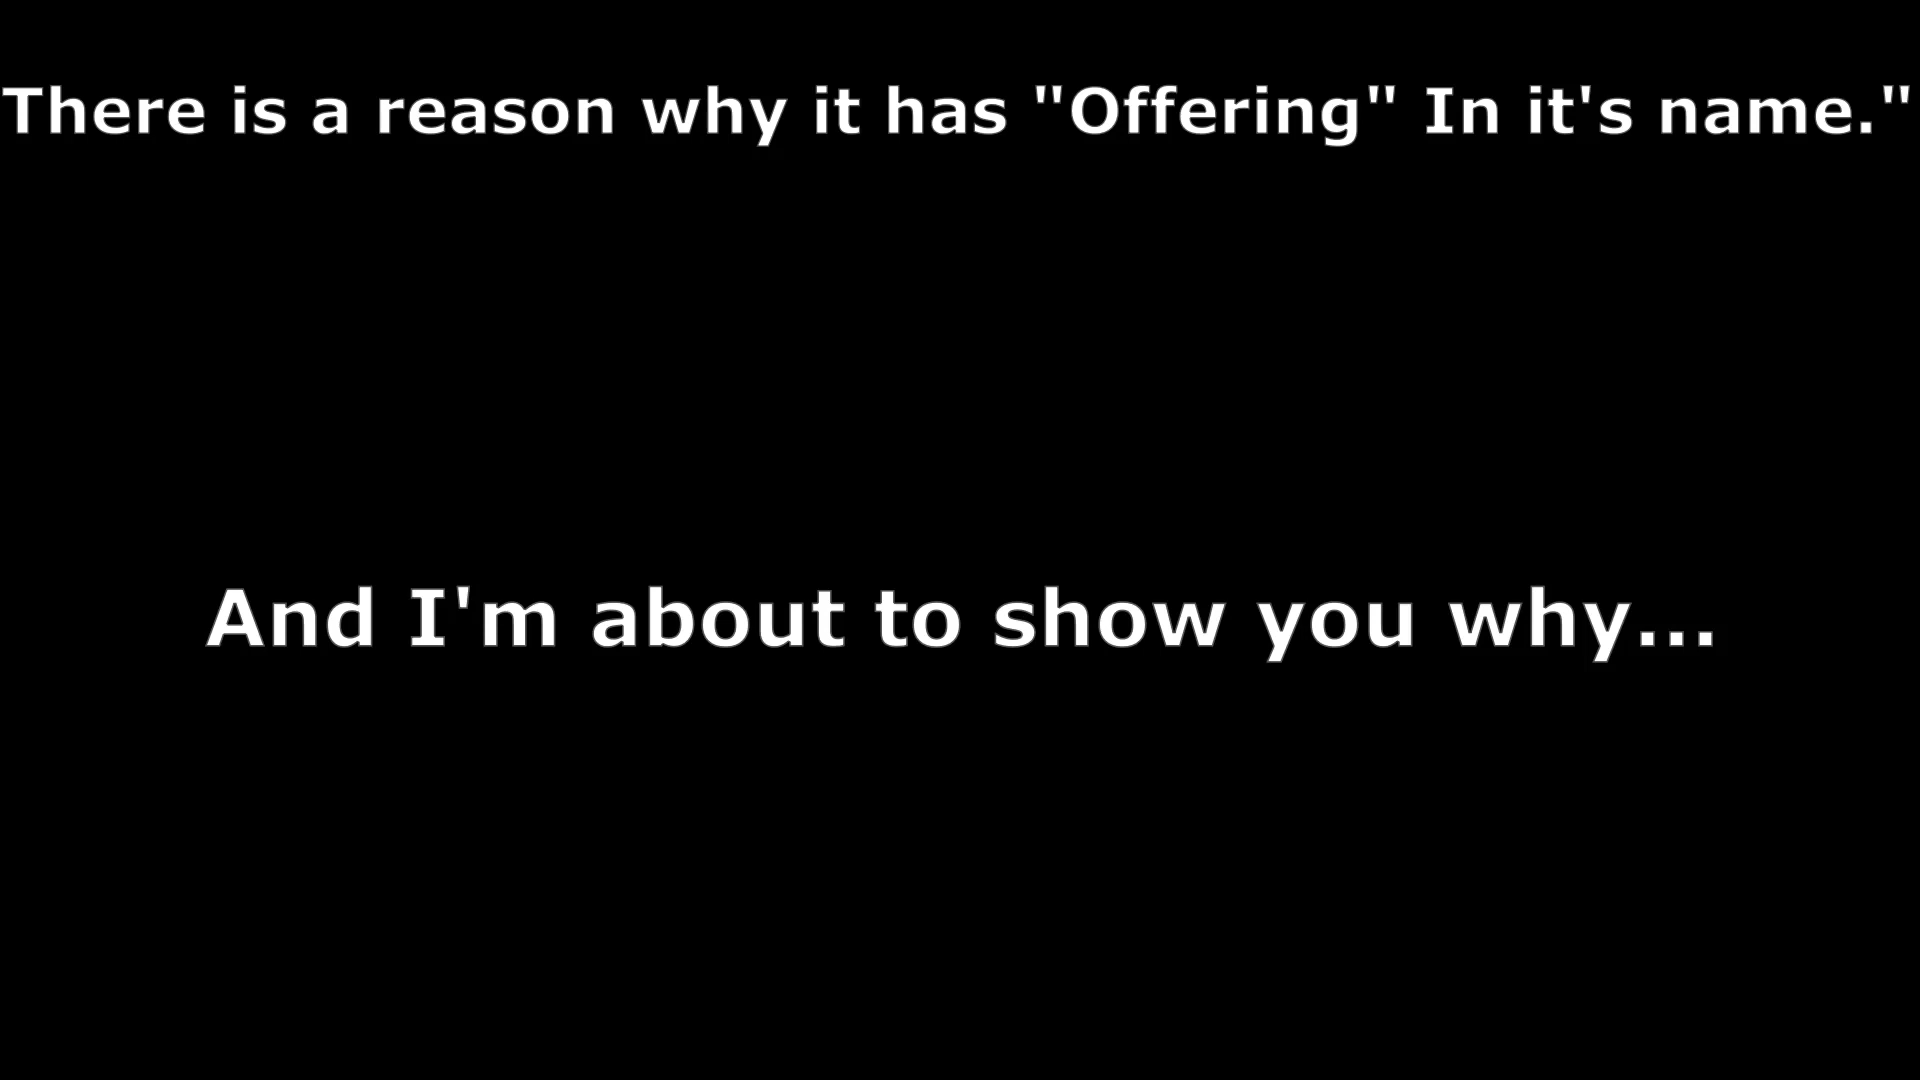 There is a reason why it has "Offering" In it's name."
And I'm about to show you why...